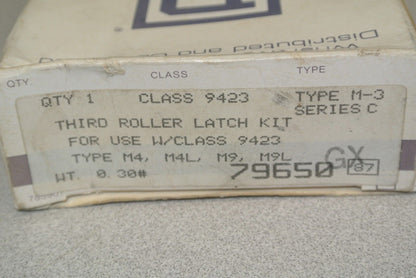 Distributed and
QTY CLASS TYPE
QTY 1 CLASS 9423 TYPE M-3
SERIES C
THIRD ROLLER LATCH KIT
FOR USE W/CLASS 9423
TYPE M4, M4L, M9, M9L GX
WT. 0.30# 79650 87